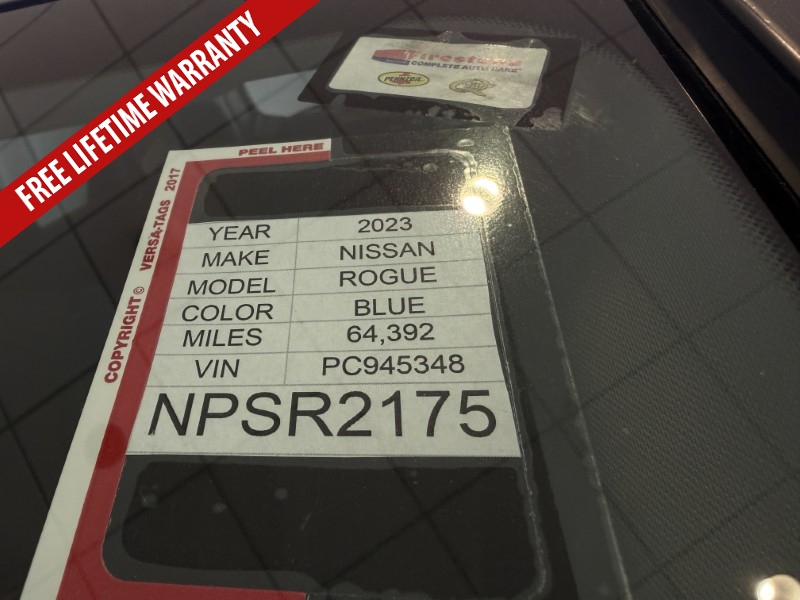 FREE LIFETIME WARRANTY
Firestone
COMPLETE AUTO CARE
PENNZOIL
PEEL HERE
COPYRIGHT © VERSA-TAGS 2017
YEAR 2023
MAKE NISSAN
MODEL ROGUE
COLOR BLUE
MILES 64,392
VIN PC945348
NPSR2175